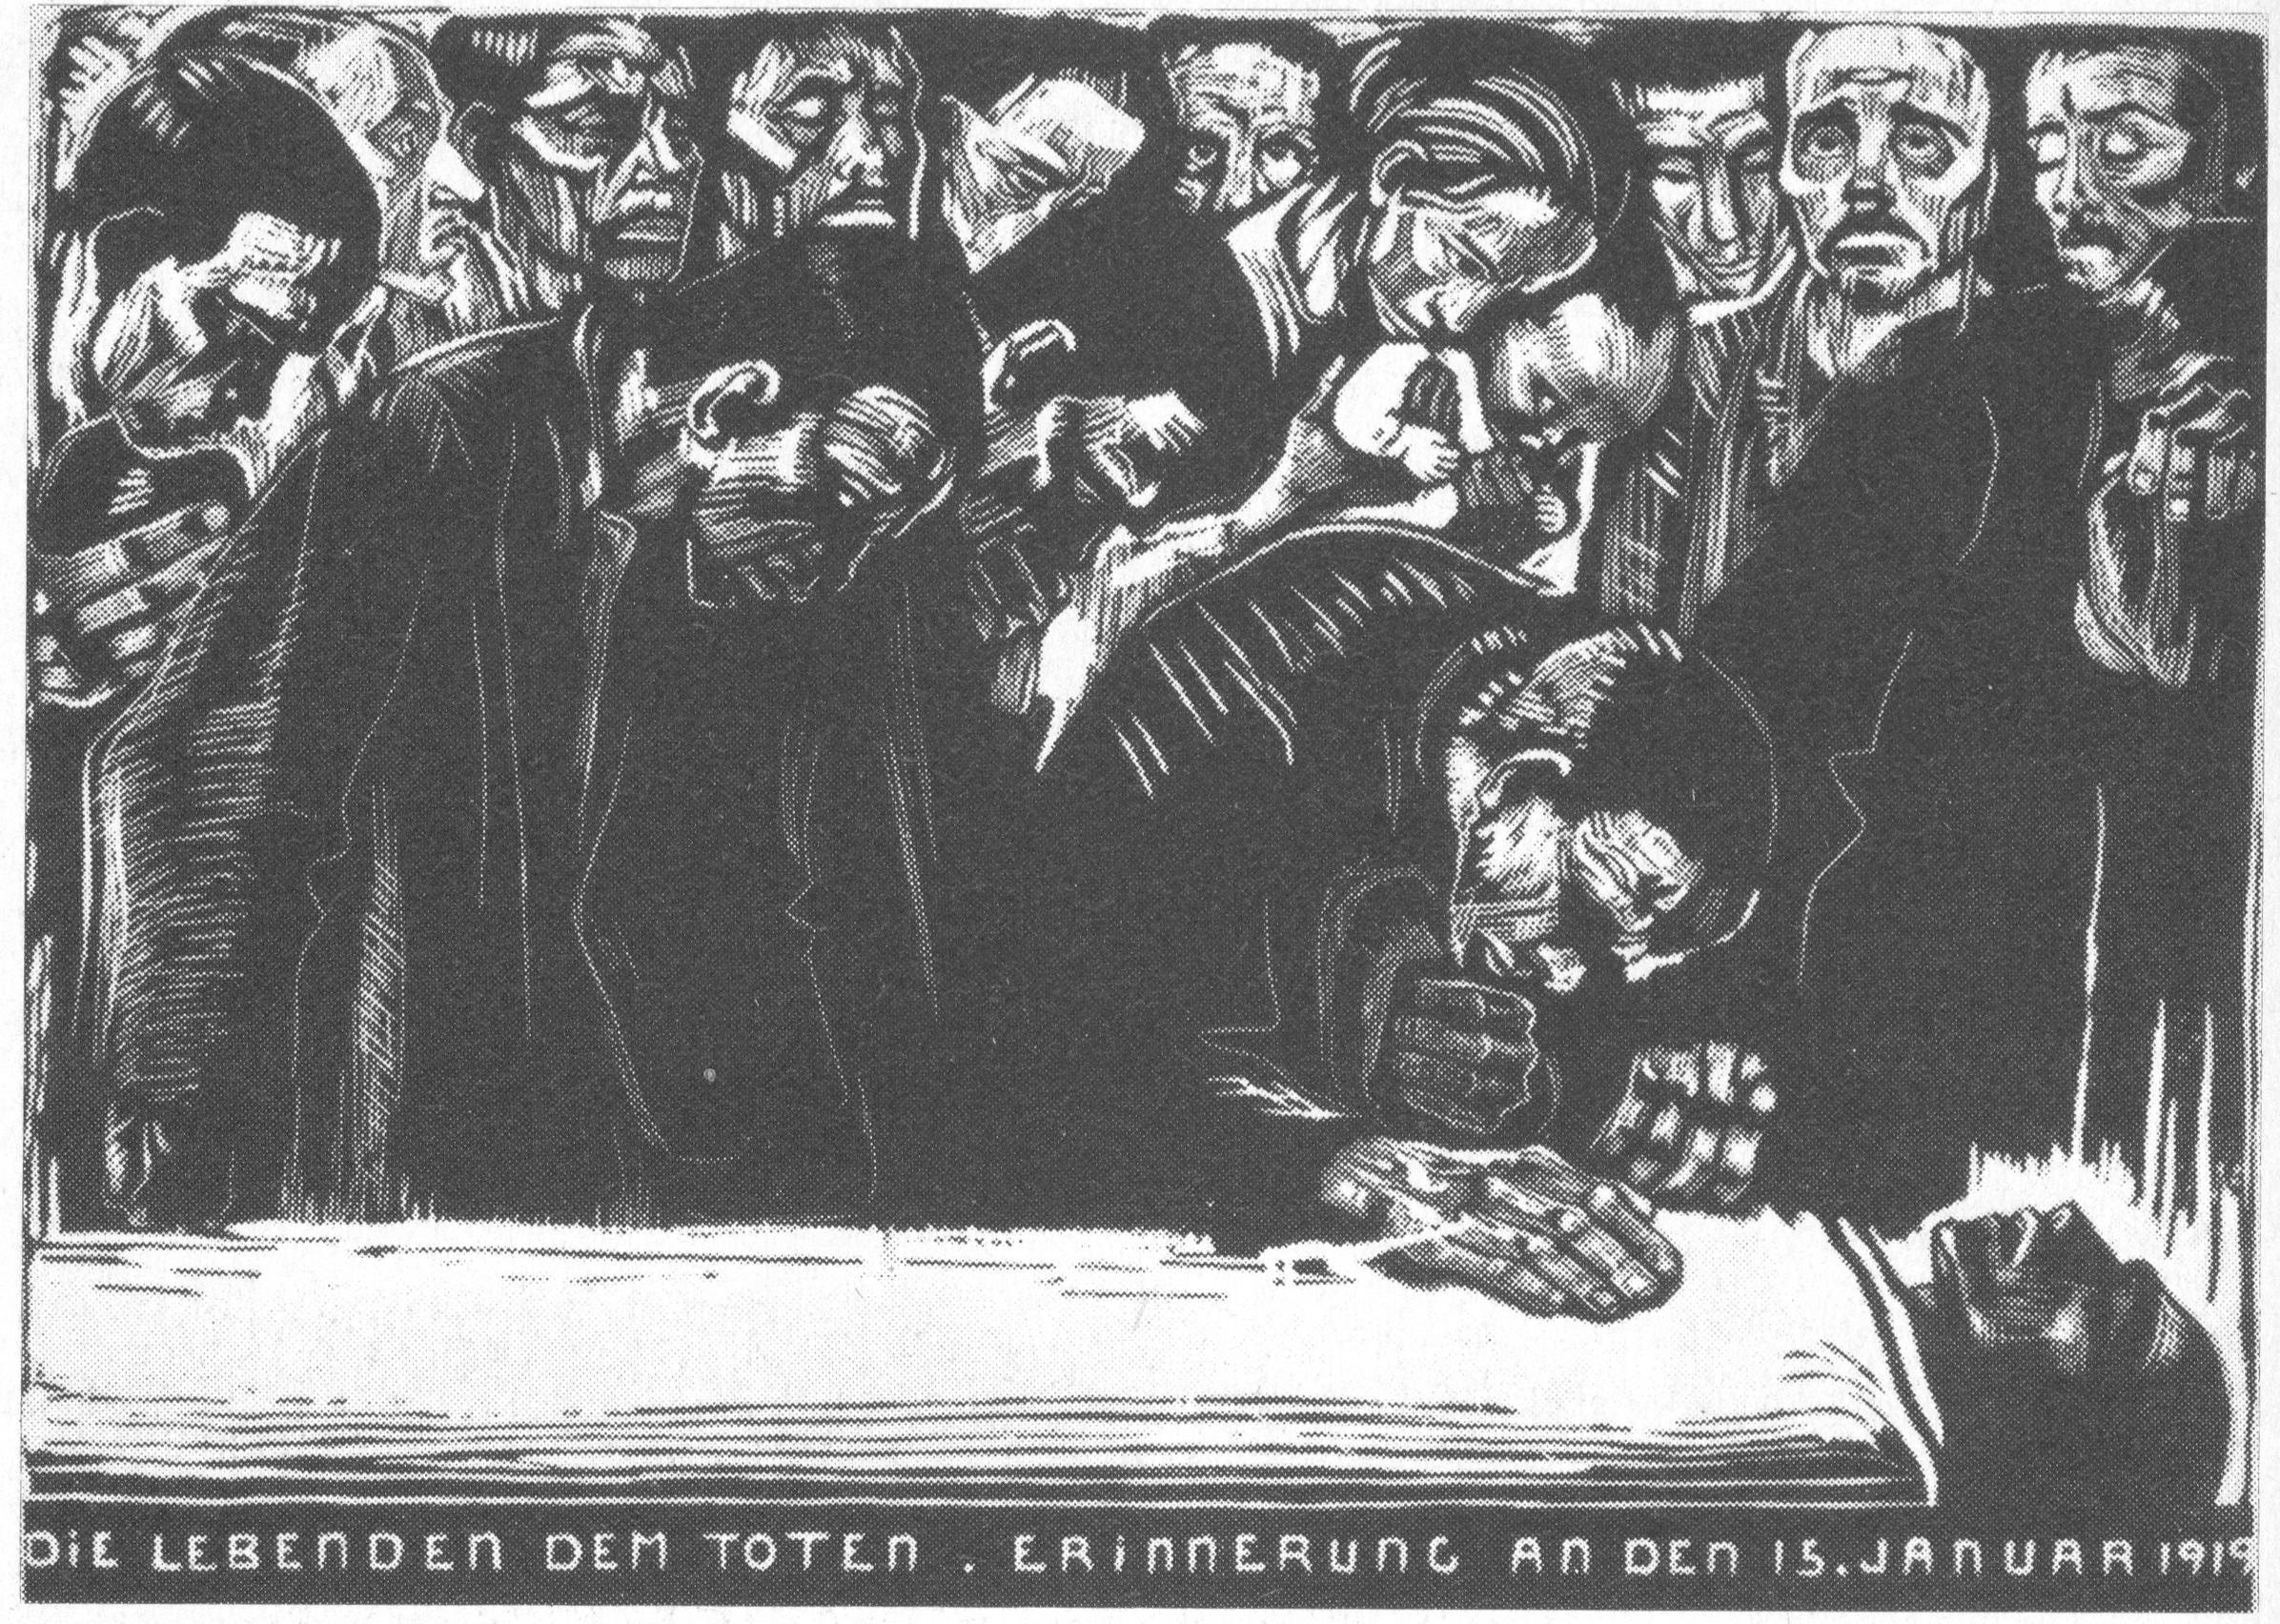 DiE LEBENDEN DEM TOTEN . ERiNNERUNG AN DEN 15. JANUAR 1919